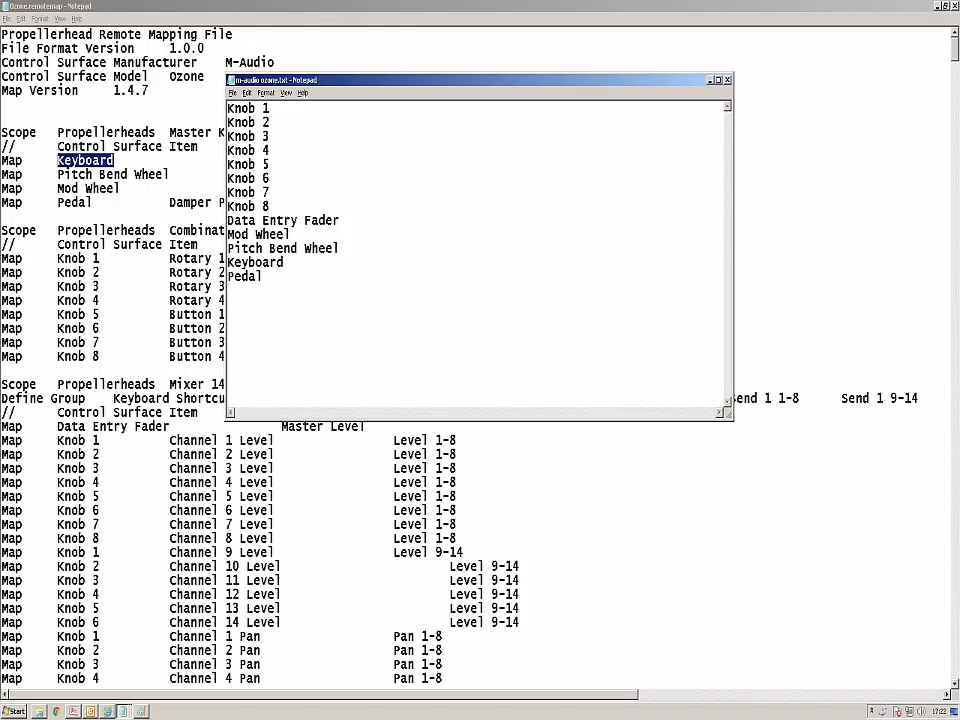 Ozone.remotemap - Notepad
File Edit Format View Help
Propellerhead Remote Mapping File
File Format Version 1.0.0
Control Surface Manufacturer M-Audio
Control Surface Model Ozone
Map Version 1.4.7
Scope Propellerheads Master K
// Control Surface Item
Map Keyboard
Map Pitch Bend Wheel
Map Mod Wheel
Map Pedal Damper P
Scope Propellerheads Combinat
// Control Surface Item
Map Knob 1 Rotary 1
Map Knob 2 Rotary 2
Map Knob 3 Rotary 3
Map Knob 4 Rotary 4
Map Knob 5 Button 1
Map Knob 6 Button 2
Map Knob 7 Button 3
Map Knob 8 Button 4
Scope Propellerheads Mixer 14
Define Group Keyboard Shortcu Send 1 1-8 Send 1 9-14
// Control Surface Item
Map Data Entry Fader Master Level
Map Knob 1 Channel 1 Level Level 1-8
Map Knob 2 Channel 2 Level Level 1-8
Map Knob 3 Channel 3 Level Level 1-8
Map Knob 4 Channel 4 Level Level 1-8
Map Knob 5 Channel 5 Level Level 1-8
Map Knob 6 Channel 6 Level Level 1-8
Map Knob 7 Channel 7 Level Level 1-8
Map Knob 8 Channel 8 Level Level 1-8
Map Knob 1 Channel 9 Level Level 9-14
Map Knob 2 Channel 10 Level Level 9-14
Map Knob 3 Channel 11 Level Level 9-14
Map Knob 4 Channel 12 Level Level 9-14
Map Knob 5 Channel 13 Level Level 9-14
Map Knob 6 Channel 14 Level Level 9-14
Map Knob 1 Channel 1 Pan Pan 1-8
Map Knob 2 Channel 2 Pan Pan 1-8
Map Knob 3 Channel 3 Pan Pan 1-8
Map Knob 4 Channel 4 Pan Pan 1-8
m-audio ozone.txt - Notepad
File Edit Format View Help
Knob 1
Knob 2
Knob 3
Knob 4
Knob 5
Knob 6
Knob 7
Knob 8
Data Entry Fader
Mod Wheel
Pitch Bend Wheel
Keyboard
Pedal
Start
17:22